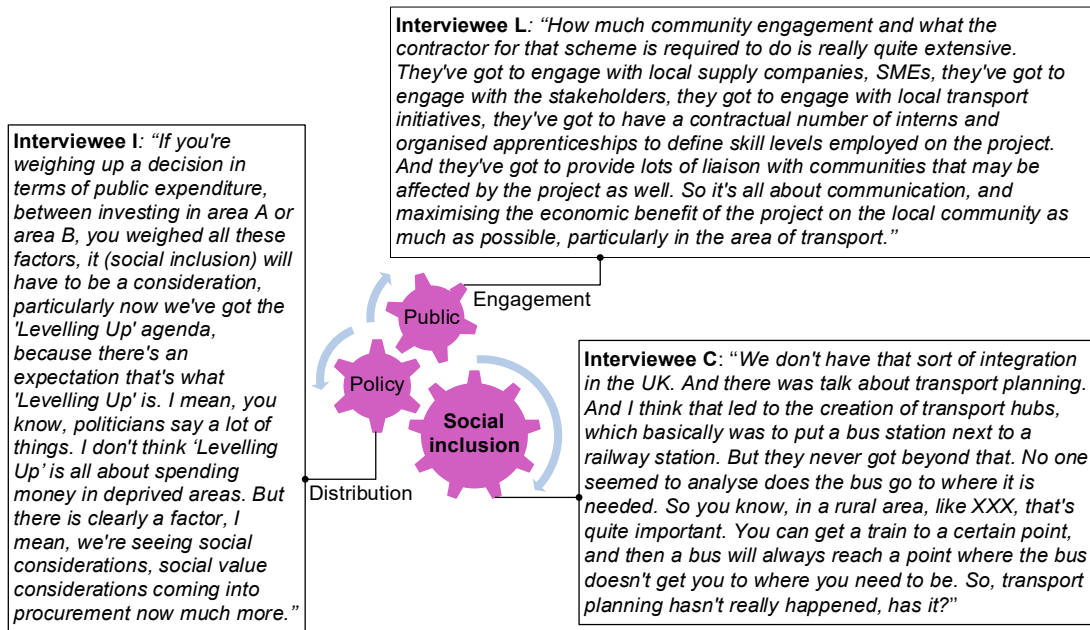 Interviewee L: “How much community engagement and what the
contractor for that scheme is required to do is really quite extensive.
They've got to engage with local supply companies, SMEs, they've got to
engage with the stakeholders, they got to engage with local transport
initiatives, they've got to have a contractual number of interns and
organised apprenticeships to define skill levels employed on the project.
And they've got to provide lots of liaison with communities that may be
affected by the project as well. So it's all about communication, and
maximising the economic benefit of the project on the local community as
much as possible, particularly in the area of transport.”
Interviewee I: “If you're
weighing up a decision in
terms of public expenditure,
between investing in area A or
area B, you weighed all these
factors, it (social inclusion) will
have to be a consideration,
particularly now we've got the
'Levelling Up' agenda,
because there's an
expectation that's what
'Levelling Up' is. I mean, you
know, politicians say a lot of
things. I don't think ‘Levelling
Up’ is all about spending
money in deprived areas. But
there is clearly a factor, I
mean, we're seeing social
considerations, social value
considerations coming into
procurement now much more.”
Engagement
Public
Policy
Social
inclusion
Distribution
Interviewee C: “We don't have that sort of integration
in the UK. And there was talk about transport planning.
And I think that led to the creation of transport hubs,
which basically was to put a bus station next to a
railway station. But they never got beyond that. No one
seemed to analyse does the bus go to where it is
needed. So you know, in a rural area, like XXX, that's
quite important. You can get a train to a certain point,
and then a bus will always reach a point where the bus
doesn't get you to where you need to be. So, transport
planning hasn't really happened, has it?”